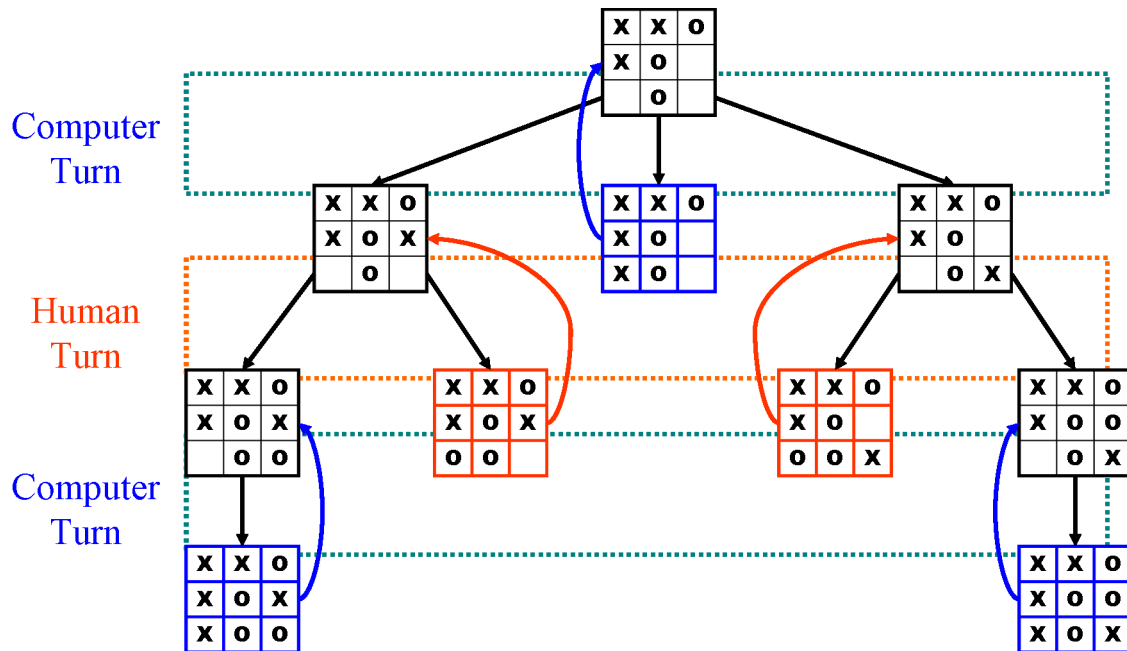 X X O
X O
O
Computer
Turn
X X O
X O X
O
X X O
X O
X O
X X O
X O
O X
Human
Turn
X X O
X O X
O O
X X O
X O X
O O
X X O
X O
O O X
X X O
X O O
O X
Computer
Turn
X X O
X O X
X O O
X X O
X O O
X O X